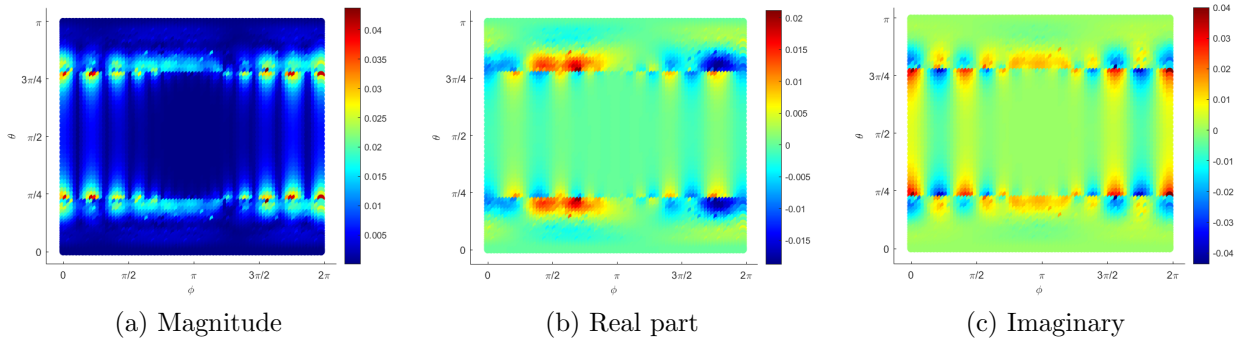 π
3π/4
π/2
π/4
0
θ
0
π/2
π
3π/2
2π
ϕ
0.04
0.035
0.03
0.025
0.02
0.015
0.01
0.005
(a) Magnitude
π
3π/4
π/2
π/4
0
θ
0
π/2
π
3π/2
2π
ϕ
0.02
0.015
0.01
0.005
0
-0.005
-0.01
-0.015
(b) Real part
π
3π/4
π/2
π/4
0
θ
0
π/2
π
3π/2
2π
ϕ
0.04
0.03
0.02
0.01
0
-0.01
-0.02
-0.03
-0.04
(c) Imaginary